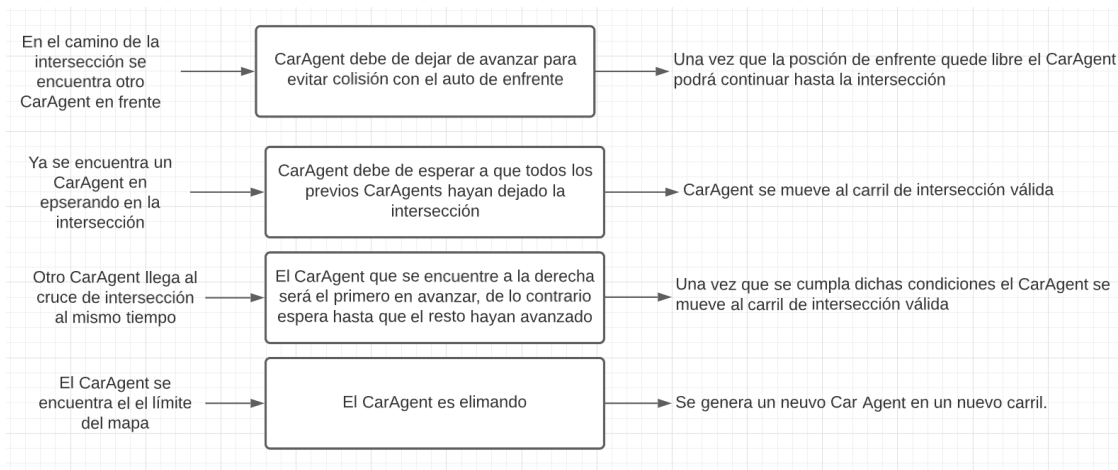 En el camino de la
intersección se
encuentra otro
CarAgent en frente
CarAgent debe de dejar de avanzar para
evitar colisión con el auto de enfrente
Una vez que la posción de enfrente quede libre el CarAgent
podrá continuar hasta la intersección
Ya se encuentra un
CarAgent en
epserando en la
intersección
CarAgent debe de esperar a que todos los
previos CarAgents hayan dejado la
intersección
CarAgent se mueve al carril de intersección válida
Otro CarAgent llega al
cruce de intersección
al mismo tiempo
El CarAgent que se encuentre a la derecha
será el primero en avanzar, de lo contrario
espera hasta que el resto hayan avanzado
Una vez que se cumpla dichas condiciones el CarAgent se
mueve al carril de intersección válida
El CarAgent se
encuentra el el límite
del mapa
El CarAgent es elimando
Se genera un neuvo Car Agent en un nuevo carril.